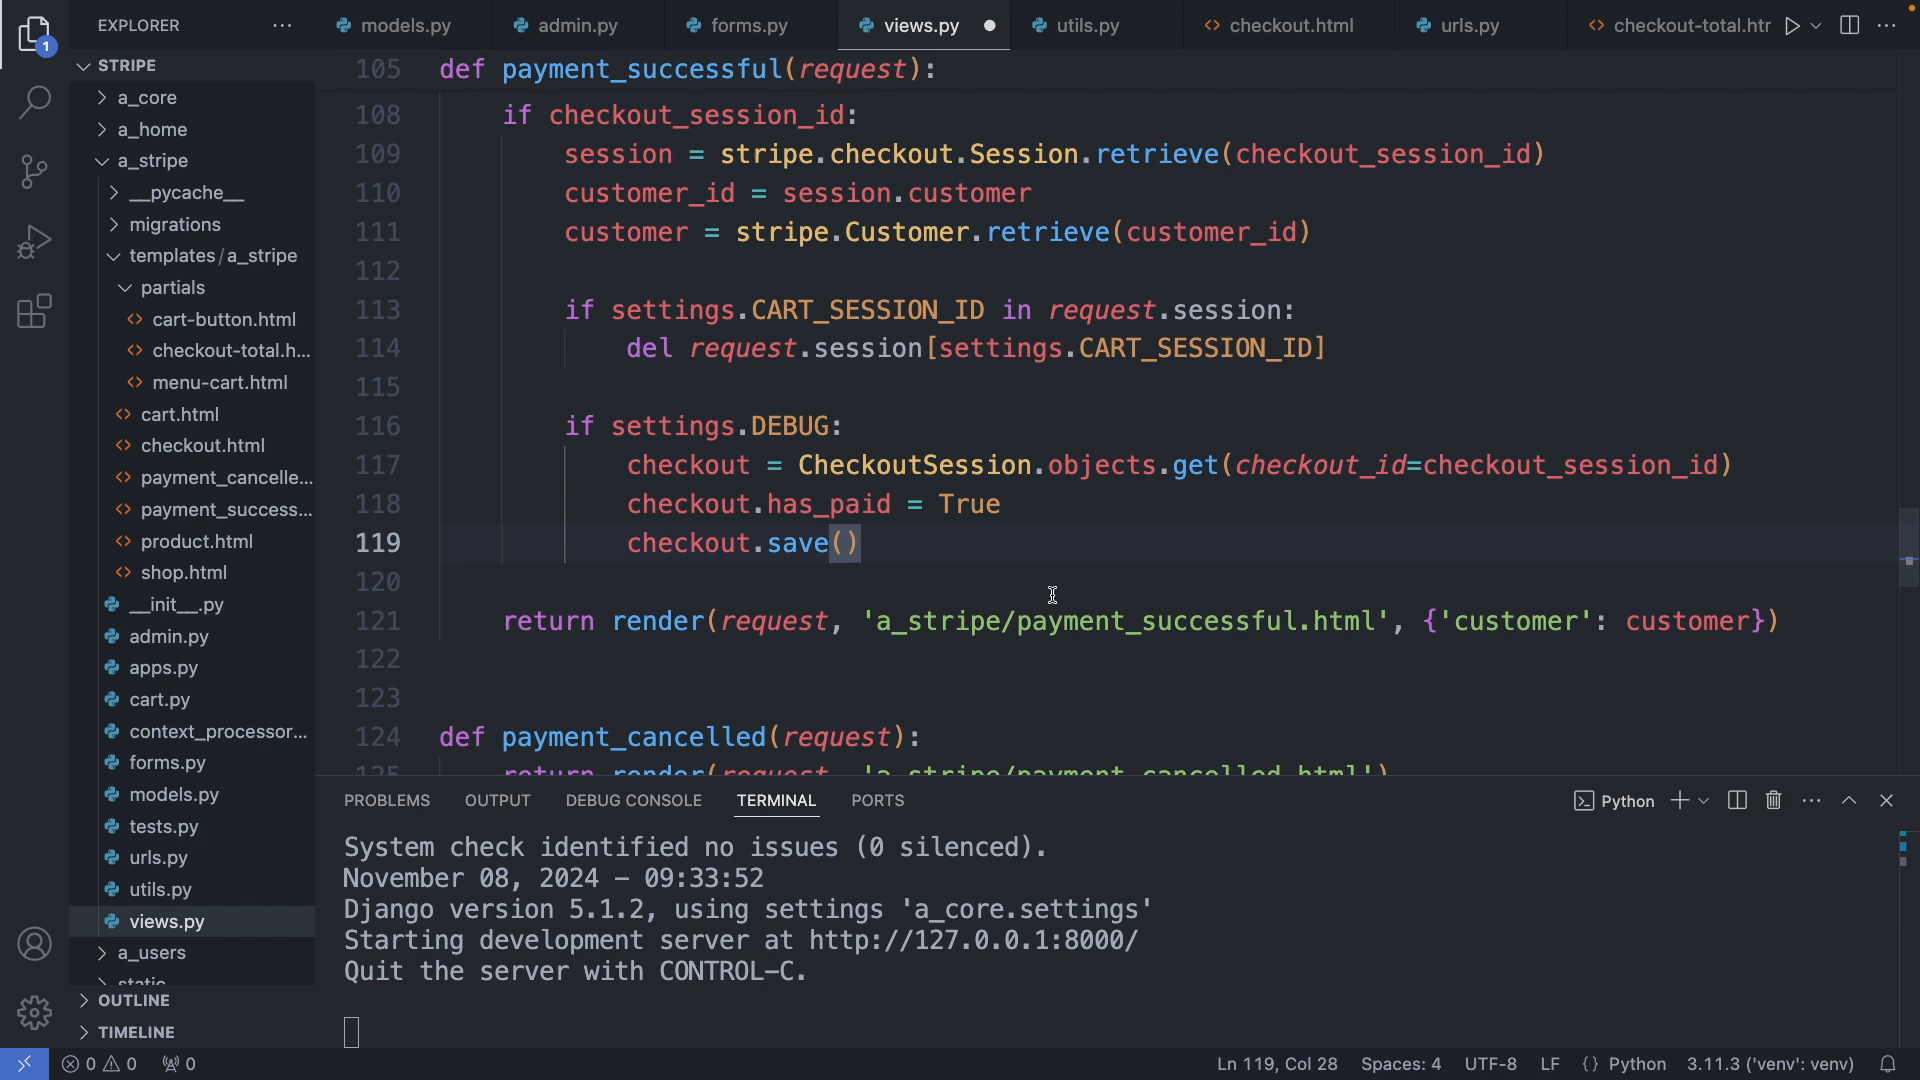 EXPLORER
models.py
admin.py
forms.py
views.py
utils.py
checkout.html
urls.py
checkout-total.htr
1
STRIPE
a_core
a_home
a_stripe
__pycache__
migrations
templates/a_stripe
partials
cart-button.html
checkout-total.h...
menu-cart.html
cart.html
checkout.html
payment_cancelle...
payment_success...
product.html
shop.html
__init__.py
admin.py
apps.py
cart.py
context_processor...
forms.py
models.py
tests.py
urls.py
utils.py
views.py
a_users
static
OUTLINE
TIMELINE
105 def payment_successful(request):
108 if checkout_session_id:
109 session = stripe.checkout.Session.retrieve(checkout_session_id)
110 customer_id = session.customer
111 customer = stripe.Customer.retrieve(customer_id)
112
113 if settings.CART_SESSION_ID in request.session:
114 del request.session[settings.CART_SESSION_ID]
115
116 if settings.DEBUG:
117 checkout = CheckoutSession.objects.get(checkout_id=checkout_session_id)
118 checkout.has_paid = True
119 checkout.save()
120
121 return render(request, 'a_stripe/payment_successful.html', {'customer': customer})
122
123
124 def payment_cancelled(request):
125 return render(request, 'a_stripe/payment_cancelled.html')
PROBLEMS OUTPUT DEBUG CONSOLE TERMINAL PORTS
Python
System check identified no issues (0 silenced).
November 08, 2024 - 09:33:52
Django version 5.1.2, using settings 'a_core.settings'
Starting development server at http://127.0.0.1:8000/
Quit the server with CONTROL-C.
0 0 0
Ln 119, Col 28 Spaces: 4 UTF-8 LF {} Python 3.11.3 ('venv': venv)